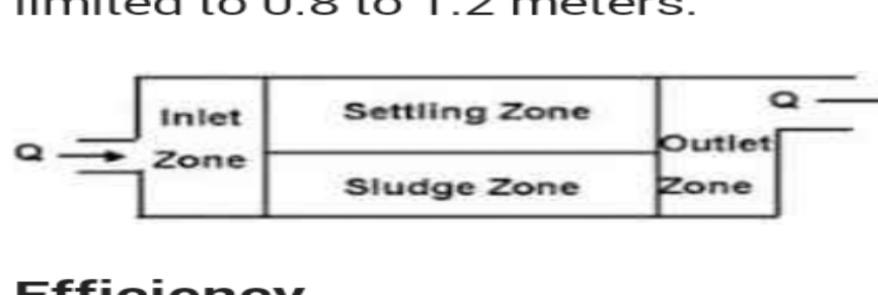 limited to 0.8 to 1.2 meters.
Inlet
Zone
Settling Zone
Sludge Zone
Outlet
Zone
Q
Q
Efficiency